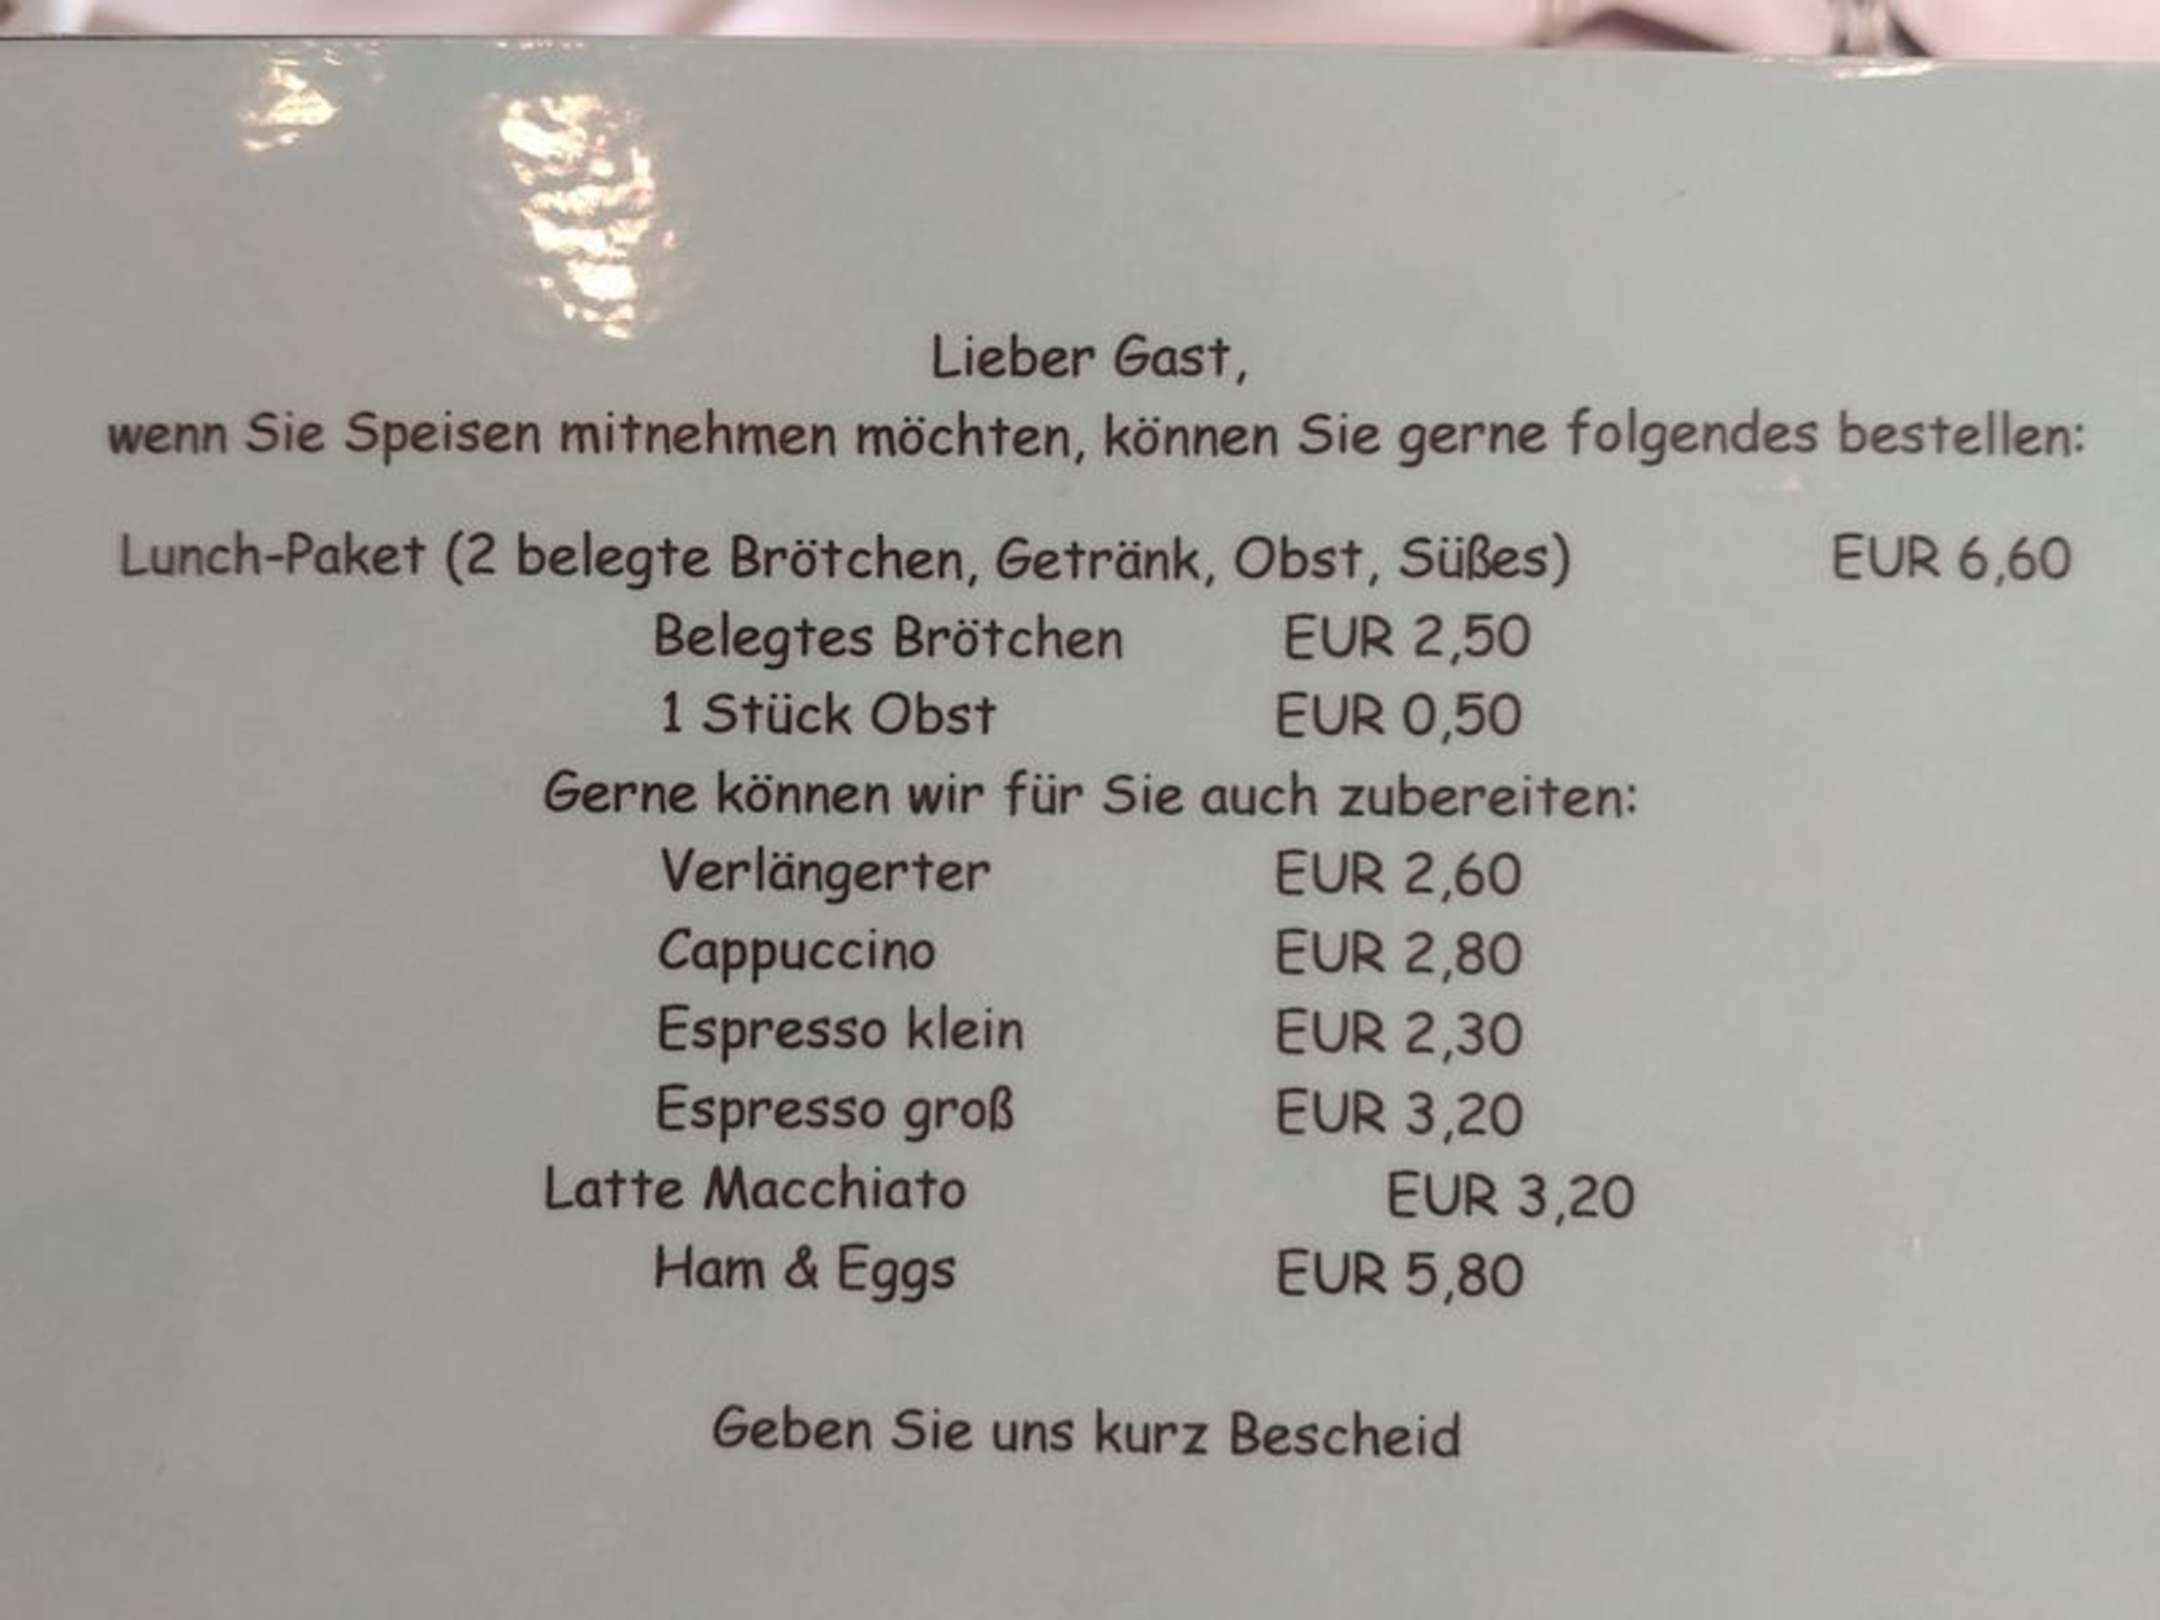 Lieber Gast,
wenn Sie Speisen mitnehmen möchten, können Sie gerne folgendes bestellen:
Lunch-Paket (2 belegte Brötchen, Getränk, Obst, Süßes) EUR 6,60
Belegtes Brötchen EUR 2,50
1 Stück Obst EUR 0,50
Gerne können wir für Sie auch zubereiten:
Verlängerter EUR 2,60
Cappuccino EUR 2,80
Espresso klein EUR 2,30
Espresso groß EUR 3,20
Latte Macchiato EUR 3,20
Ham & Eggs EUR 5,80
Geben Sie uns kurz Bescheid